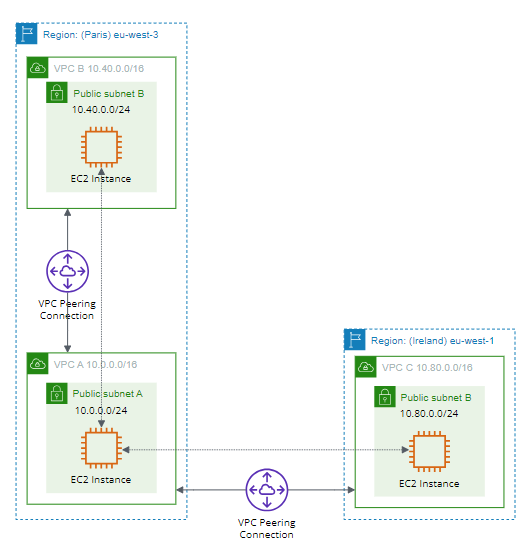 Region: (Paris) eu-west-3
VPC B 10.40.0.0/16
Public subnet B
10.40.0.0/24
EC2 Instance
VPC Peering
Connection
VPC A 10.0.0.0/16
Public subnet A
10.0.0.0/24
EC2 Instance
Region: (Ireland) eu-west-1
VPC C 10.80.0.0/16
Public subnet B
10.80.0.0/24
EC2 Instance
VPC Peering
Connection